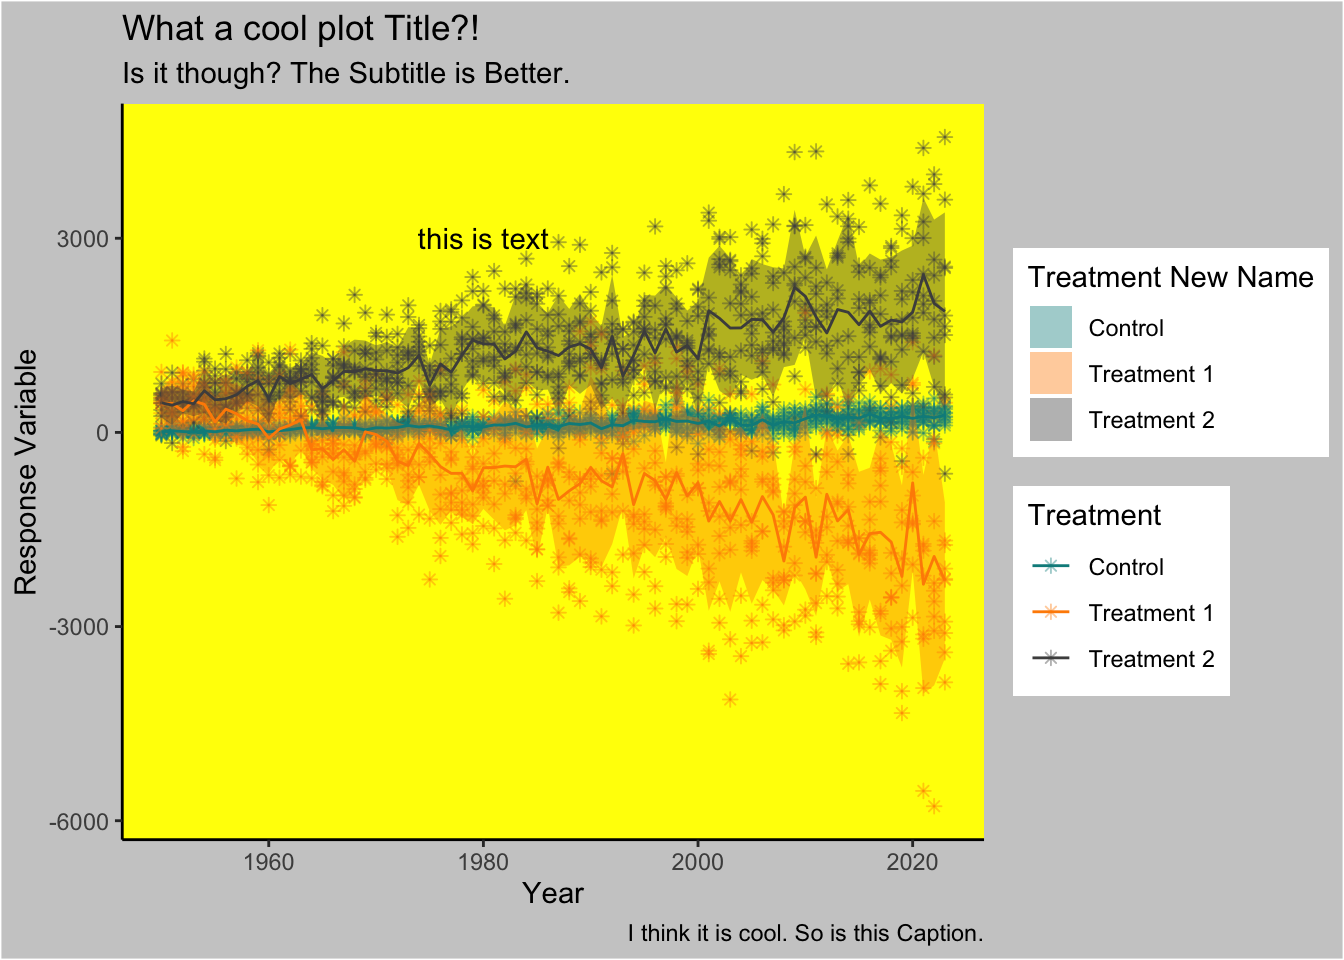 What a cool plot Title?!
Is it though? The Subtitle is Better.
this is text
Response Variable
3000
0
-3000
-6000
1960
1980
2000
2020
Year
I think it is cool. So is this Caption.
Treatment New Name
Control
Treatment 1
Treatment 2
Treatment
Control
Treatment 1
Treatment 2